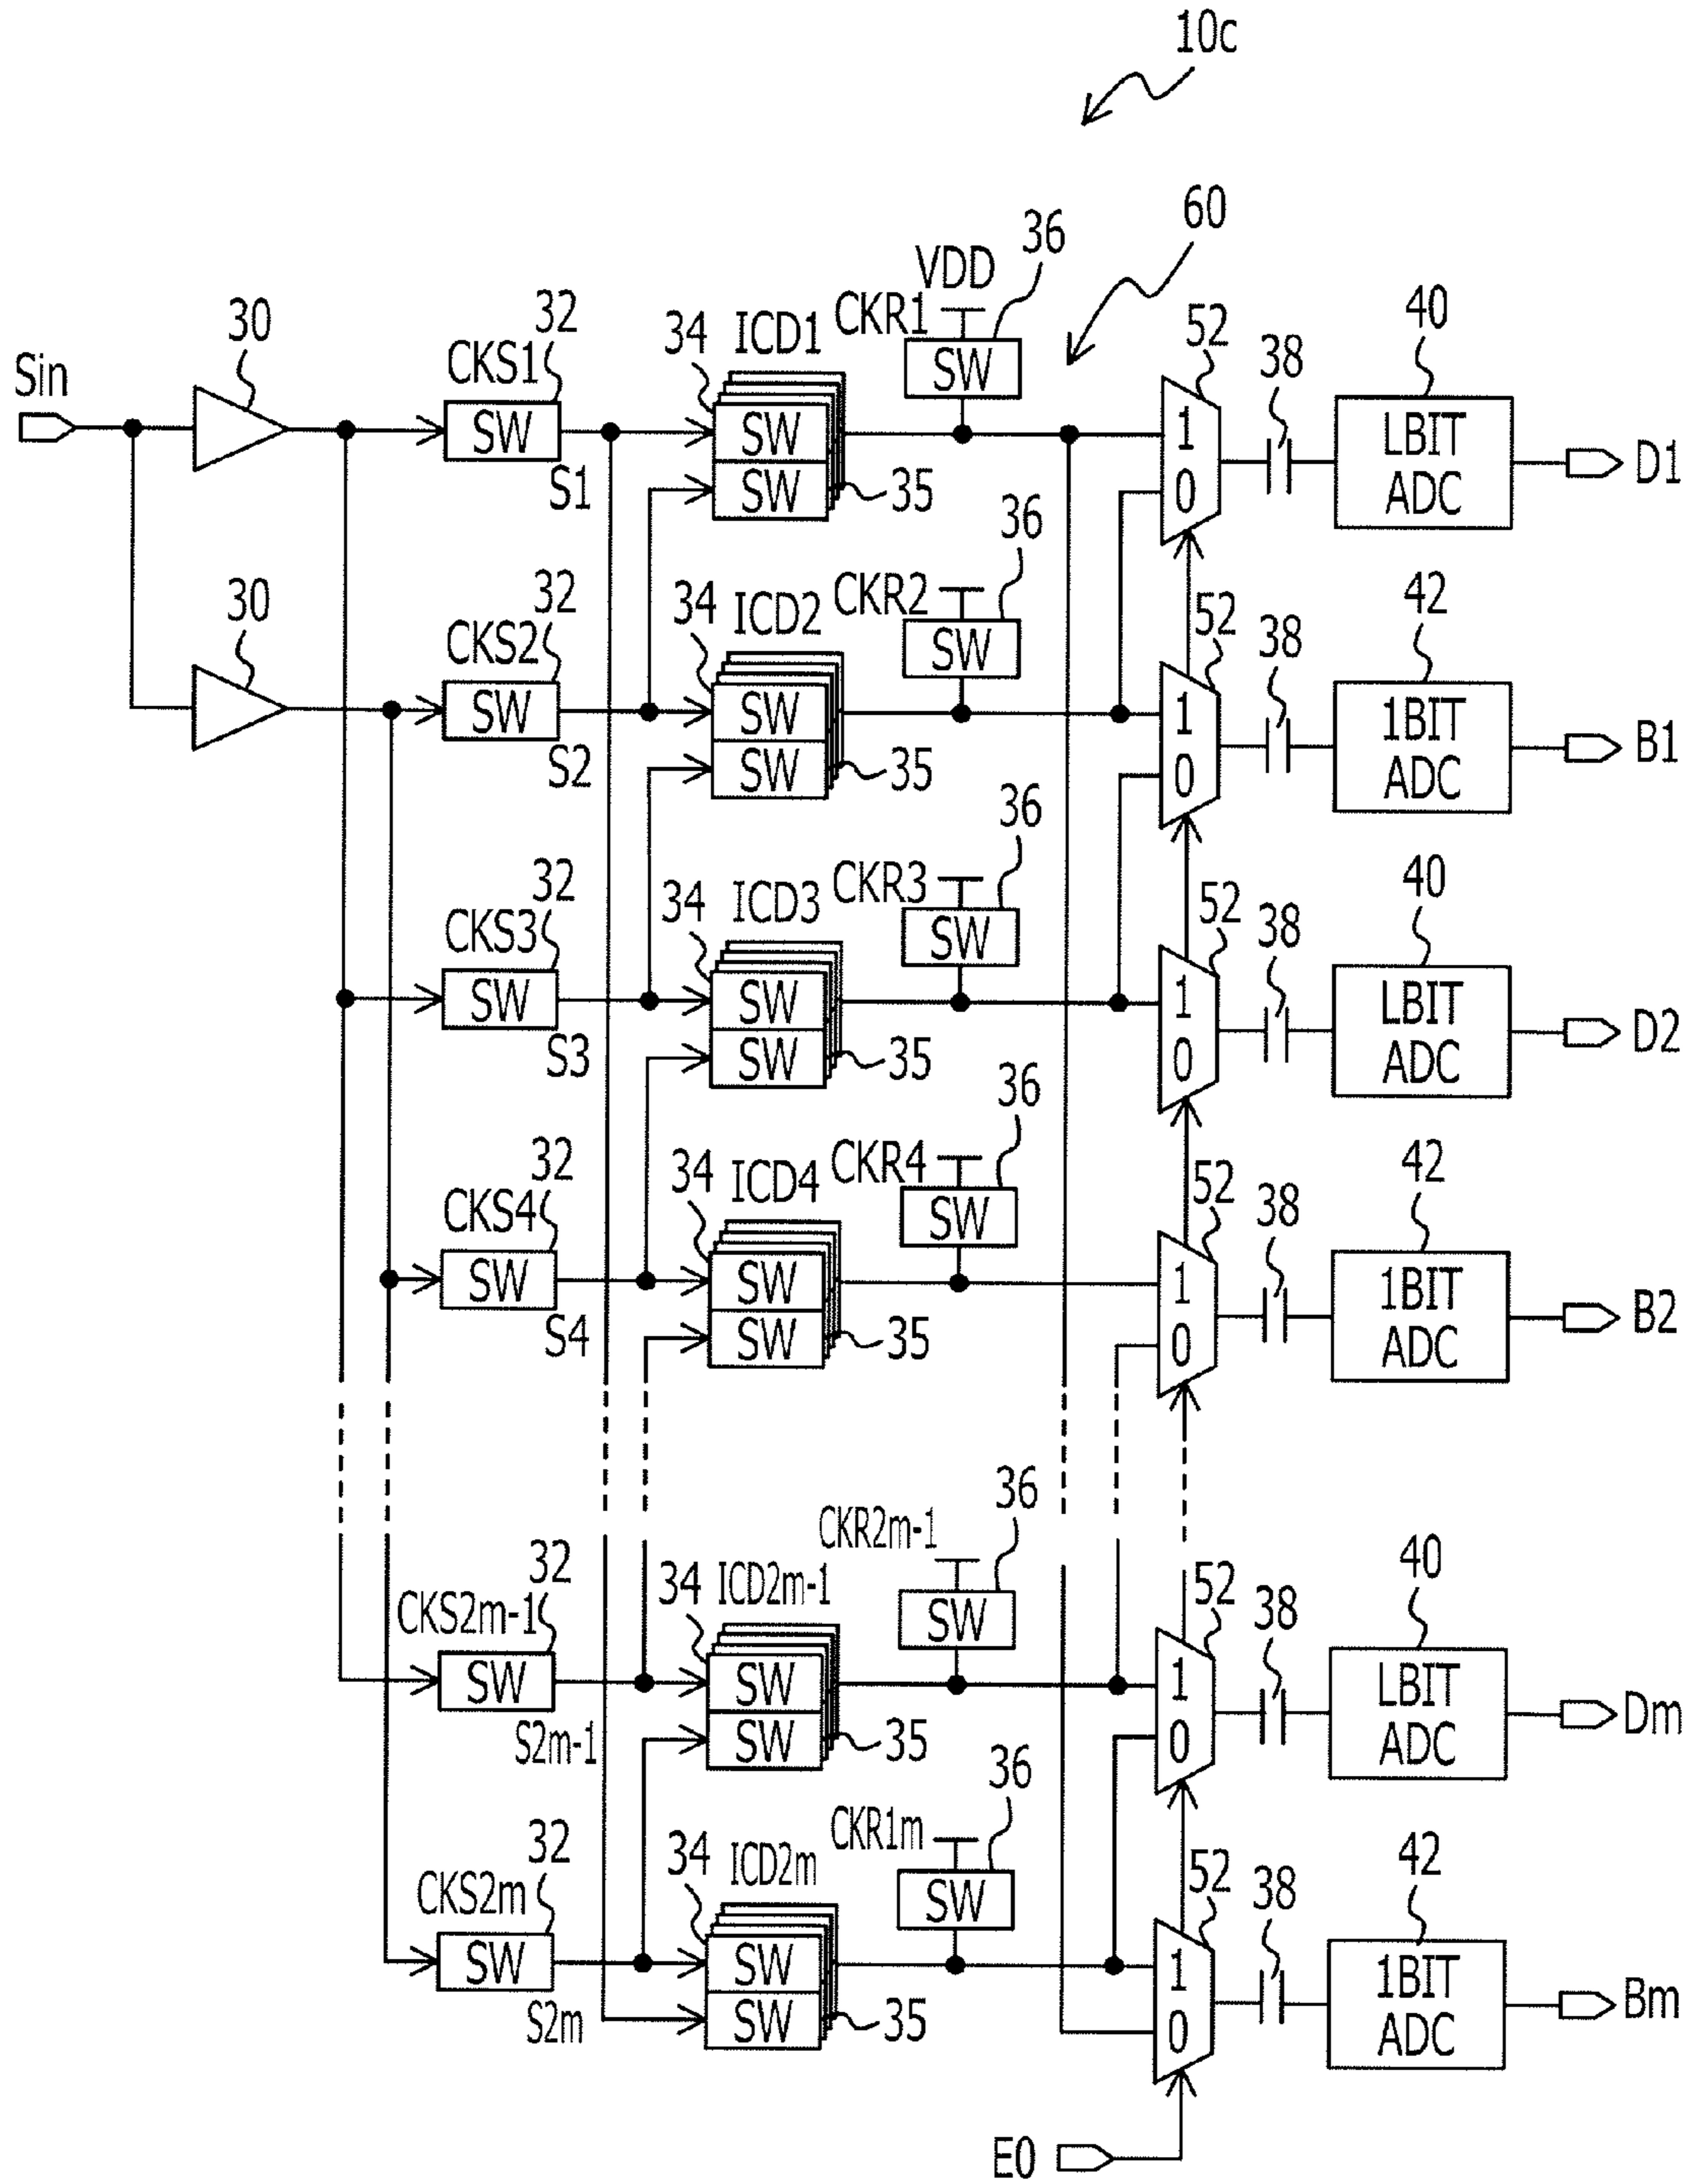 10c
60
36
VDD
CKR1
52
40
30
32
34
ICD1
38
Sin
CKS1
SW
SW
SW
1
LBIT
ADC
D1
S1
SW
35
0
36
30
32
34
ICD2
CKR2
52
38
42
CKS2
SW
SW
SW
1
1BIT
ADC
B1
S2
SW
35
0
36
32
34
ICD3
CKR3
52
38
40
CKS3
SW
SW
SW
1
LBIT
ADC
D2
S3
SW
35
0
36
32
34
ICD4
CKR4
52
38
42
CKS4
SW
SW
SW
1
1BIT
ADC
B2
S4
SW
35
0
36
CKR2m-1
32
34
ICD2m-1
52
38
40
CKS2m-1
SW
SW
SW
1
LBIT
ADC
Dm
S2m-1
SW
35
0
36
CKR1m
32
34
ICD2m
52
38
42
CKS2m
SW
SW
SW
1
1BIT
ADC
Bm
S2m
SW
35
0
E0